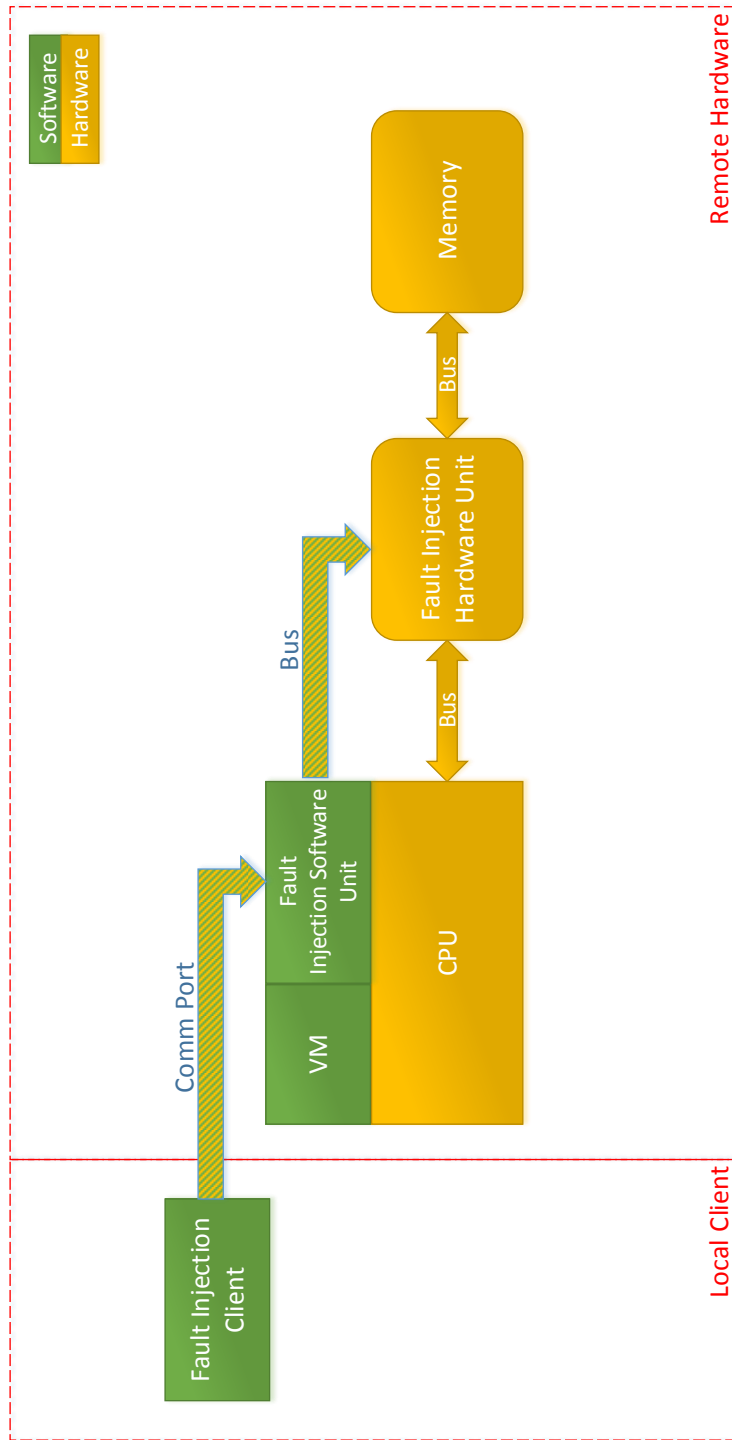 Software
Hardware
Fault Injection
Client
Comm Port
VM
Fault
Injection Software
Unit
CPU
Bus
Bus
Fault Injection
Hardware Unit
Bus
Memory
Local Client
Remote Hardware